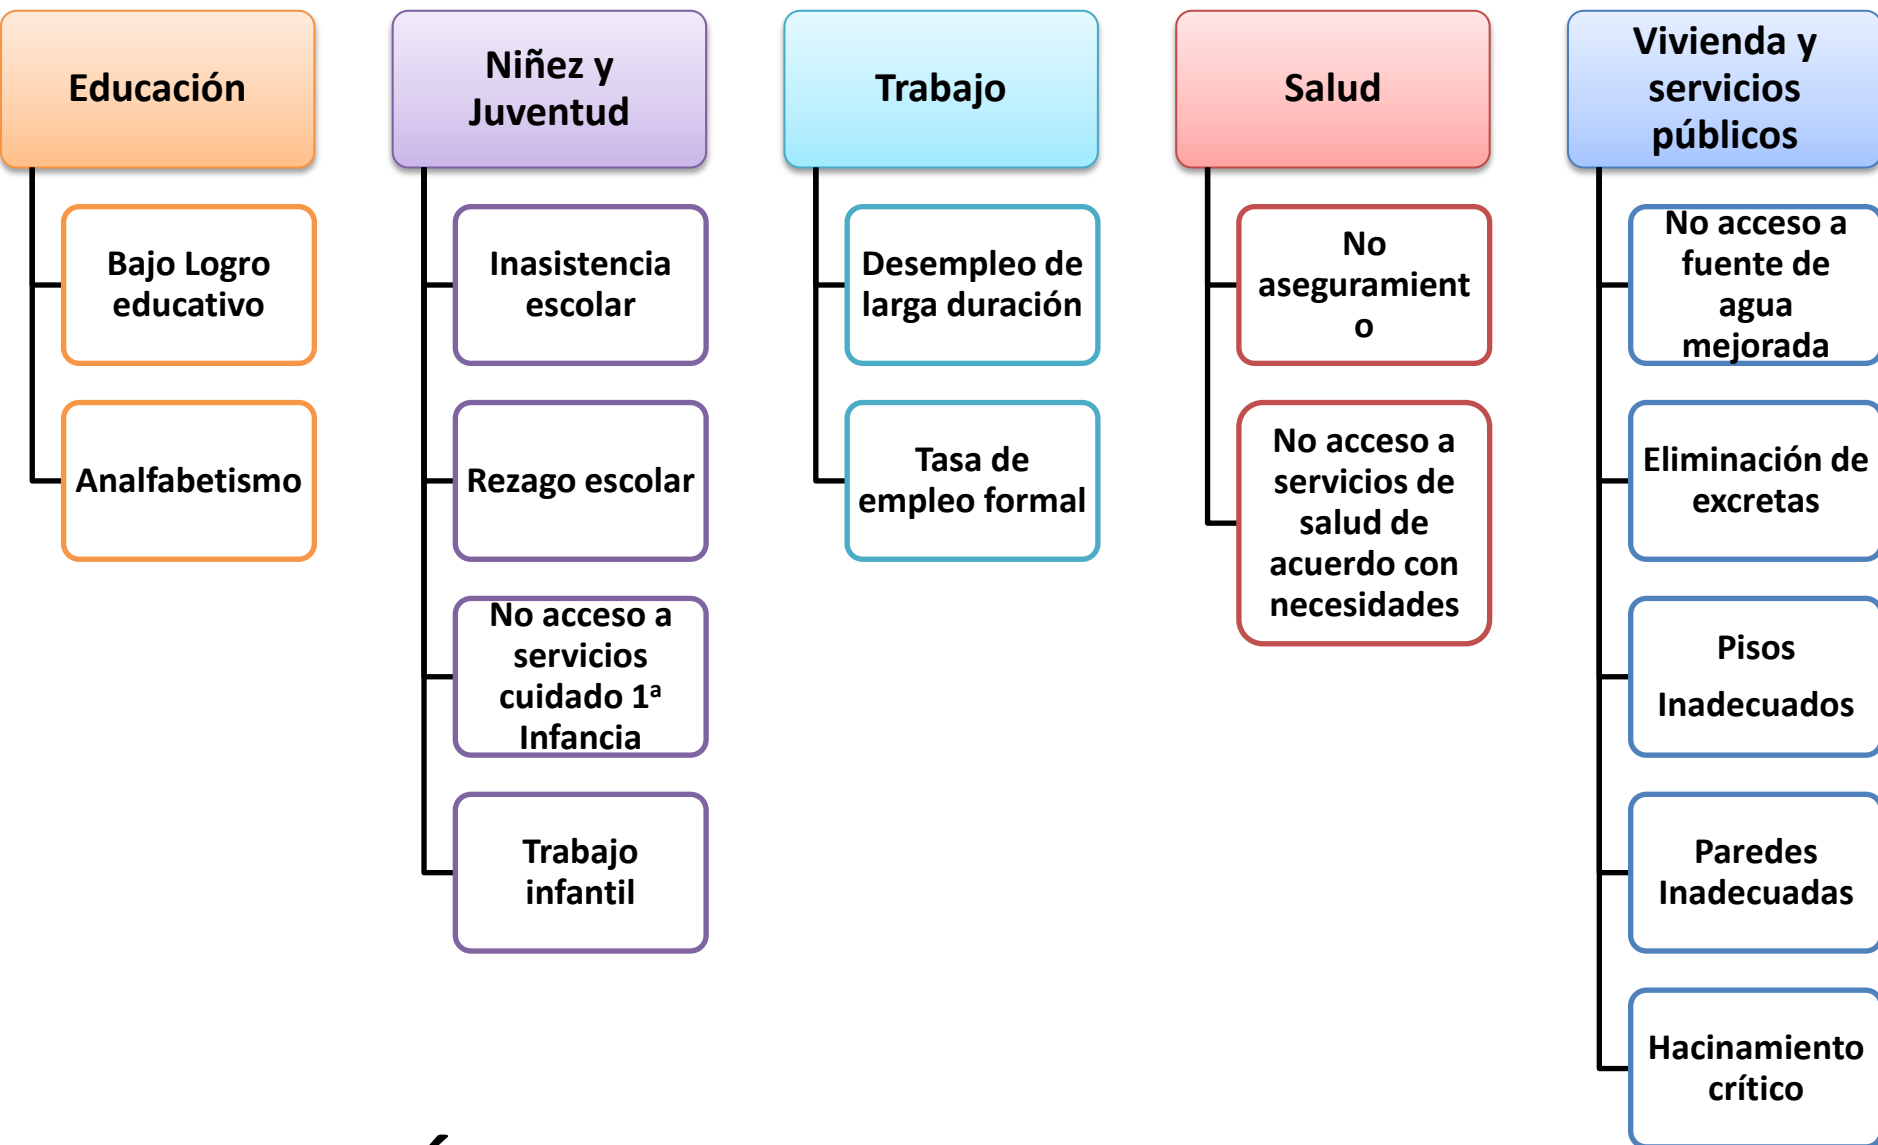 Educación
Bajo Logro
educativo
Analfabetismo
Niñez y
Juventud
Inasistencia
escolar
Rezago escolar
No acceso a
servicios
cuidado 1ª
Infancia
Trabajo
infantil
Trabajo
Desempleo de
larga duración
Tasa de
empleo formal
Salud
No
aseguramient
o
No acceso a
servicios de
salud de
acuerdo con
necesidades
Vivienda y
servicios
públicos
No acceso a
fuente de
agua
mejorada
Eliminación de
excretas
Pisos
Inadecuados
Paredes
Inadecuadas
Hacinamiento
crítico